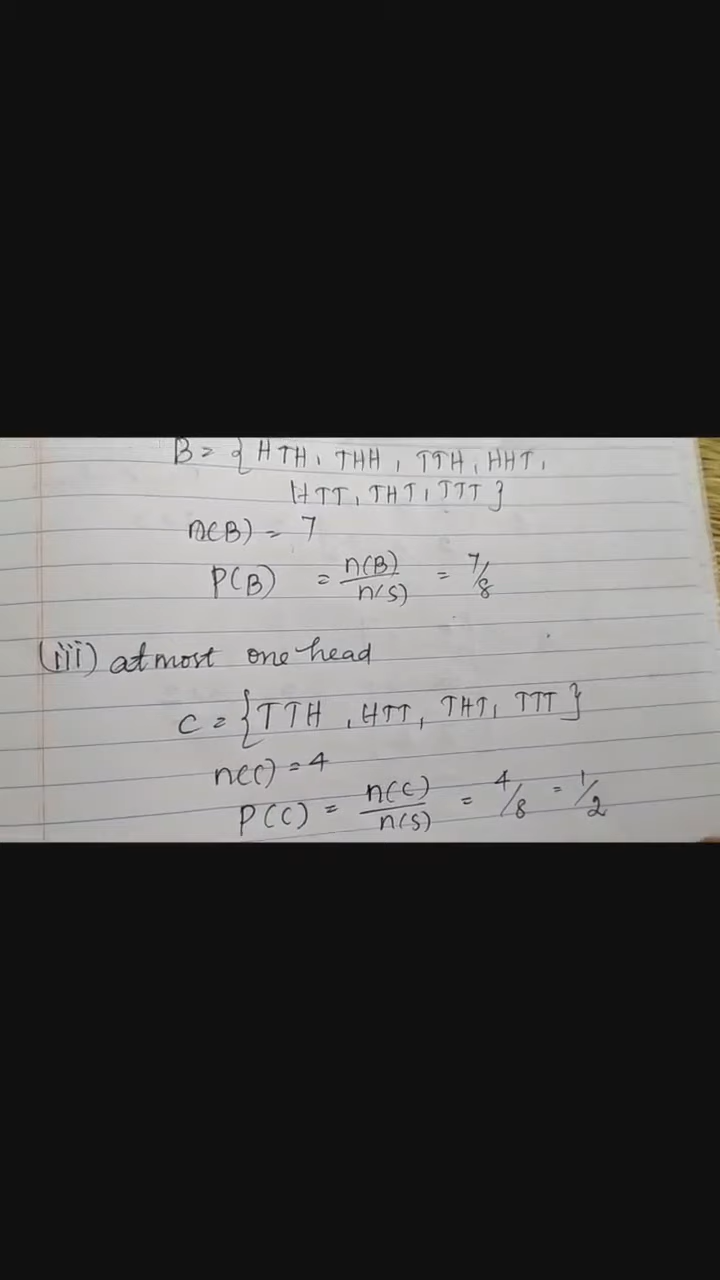 B = { HTH, THH, TTH, HHT,
HTT, THT, TTT }
n(B) = 7
P(B) = n(B)/n(S) = 7/8
(iii) at most one head
C = { TTH, HTT, THT, TTT }
n(C) = 4
P(C) = n(C)/n(S) = 4/8 = 1/2